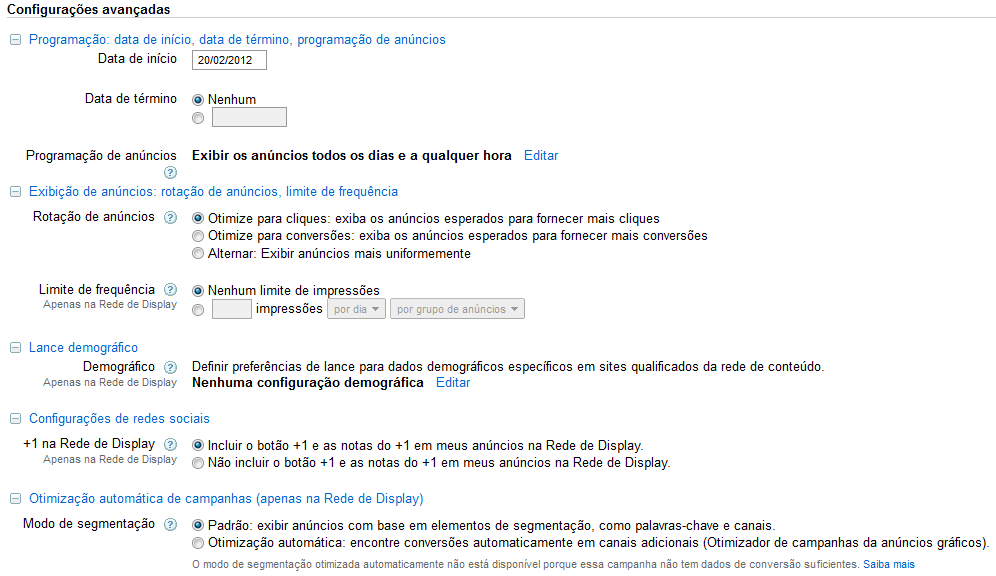 Configurações avançadas
Programação: data de início, data de término, programação de anúncios
Data de início 20/02/2012
Data de término Nenhum
Programação de anúncios Exibir os anúncios todos os dias e a qualquer hora Editar
?
Exibição de anúncios: rotação de anúncios, limite de frequência
Rotação de anúncios ? Otimize para cliques: exiba os anúncios esperados para fornecer mais cliques
Otimize para conversões: exiba os anúncios esperados para fornecer mais conversões
Alternar: Exibir anúncios mais uniformemente
Limite de frequência ? Nenhum limite de impressões
Apenas na Rede de Display impressões por dia por grupo de anúncios
Lance demográfico
Demográfico ? Definir preferências de lance para dados demográficos específicos em sites qualificados da rede de conteúdo.
Apenas na Rede de Display Nenhuma configuração demográfica Editar
Configurações de redes sociais
+1 na Rede de Display ? Incluir o botão +1 e as notas do +1 em meus anúncios na Rede de Display.
Apenas na Rede de Display Não incluir o botão +1 e as notas do +1 em meus anúncios na Rede de Display.
Otimização automática de campanhas (apenas na Rede de Display)
Modo de segmentação ? Padrão: exibir anúncios com base em elementos de segmentação, como palavras-chave e canais.
Otimização automática: encontre conversões automaticamente em canais adicionais (Otimizador de campanhas da anúncios gráficos).
O modo de segmentação otimizada automaticamente não está disponível porque essa campanha não tem dados de conversão suficientes. Saiba mais